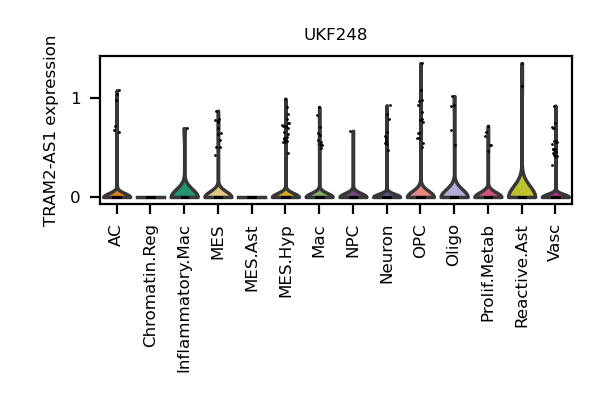 UKF248
TRAM2-AS1 expression
1
0
AC
Chromatin.Reg
Inflammatory.Mac
MES
MES.Ast
MES.Hyp
Mac
NPC
Neuron
OPC
Oligo
Prolif.Metab
Reactive.Ast
Vasc